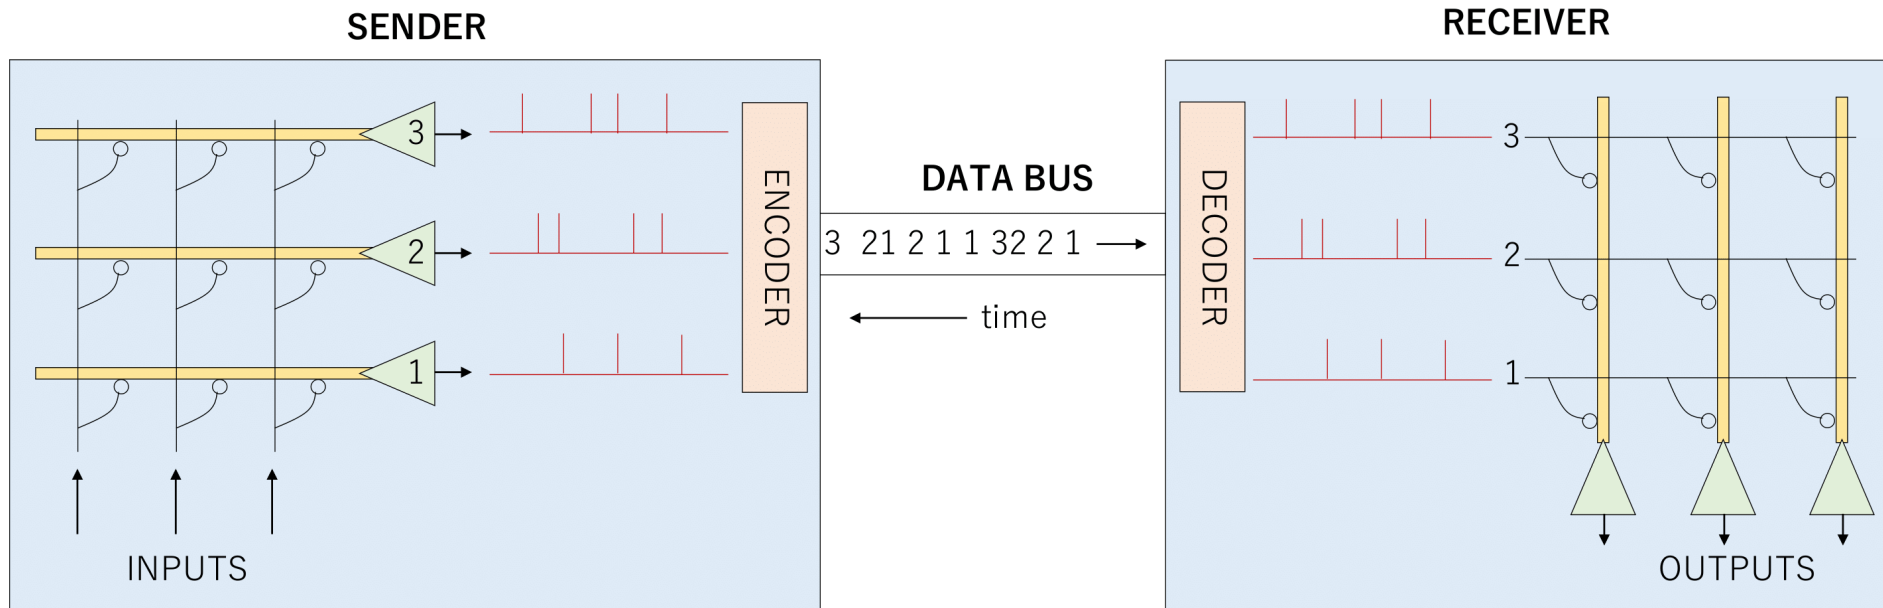 SENDER
RECEIVER
3
2
1
ENCODER
INPUTS
DATA BUS
3 21 2 1 1 32 2 1
time
DECODER
3
2
1
OUTPUTS